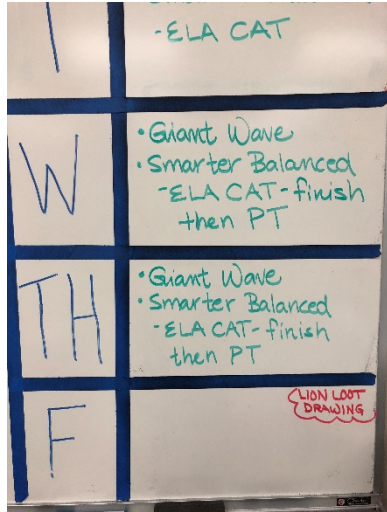 T
-ELA CAT
W
• Giant Wave
• Smarter Balanced
-ELA CAT-finish
then PT
TH
• Giant Wave
• Smarter Balanced
-ELA CAT-finish
then PT
F
LION LOOT
DRAWING